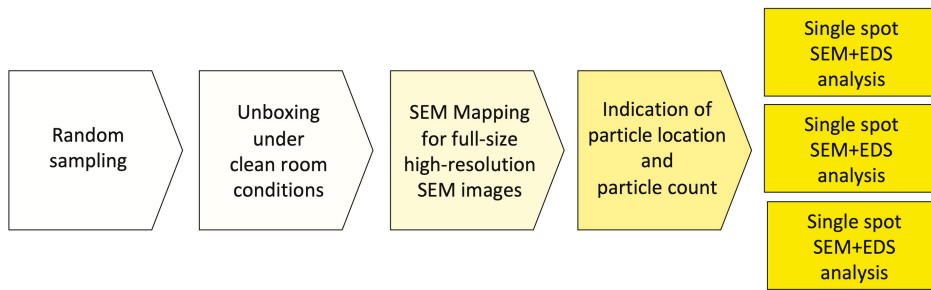 Random
sampling
Unboxing
under
clean room
conditions
SEM Mapping
for full-size
high-resolution
SEM images
Indication of
particle location
and
particle count
Single spot
SEM+EDS
analysis
Single spot
SEM+EDS
analysis
Single spot
SEM+EDS
analysis